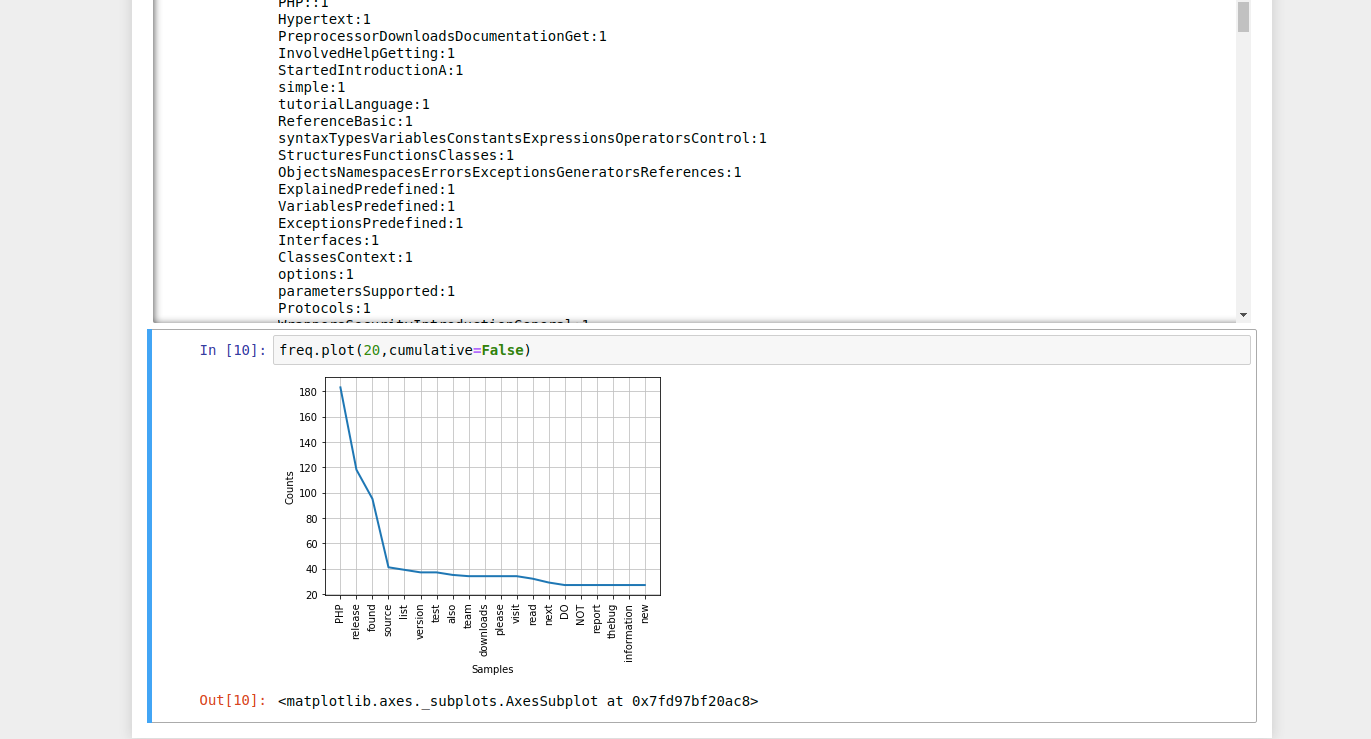 PHP::1
Hypertext:1
PreprocessorDownloadsDocumentationGet:1
InvolvedHelpGetting:1
StartedIntroductionA:1
simple:1
tutorialLanguage:1
ReferenceBasic:1
syntaxTypesVariablesConstantsExpressionsOperatorsControl:1
StructuresFunctionsClasses:1
ObjectsNamespacesErrorsExceptionsGeneratorsReferences:1
ExplainedPredefined:1
VariablesPredefined:1
ExceptionsPredefined:1
Interfaces:1
ClassesContext:1
options:1
parametersSupported:1
Protocols:1
WrappersSecurityIntroductionGeneral:1
In [10]: freq.plot(20,cumulative=False)
180
160
140
120
100
80
60
40
20
Counts
PHP
release
found
source
list
version
test
also
team
downloads
please
visit
read
next
DO
NOT
report
thebug
information
new
Samples
Out[10]: <matplotlib.axes._subplots.AxesSubplot at 0x7fd97bf20ac8>